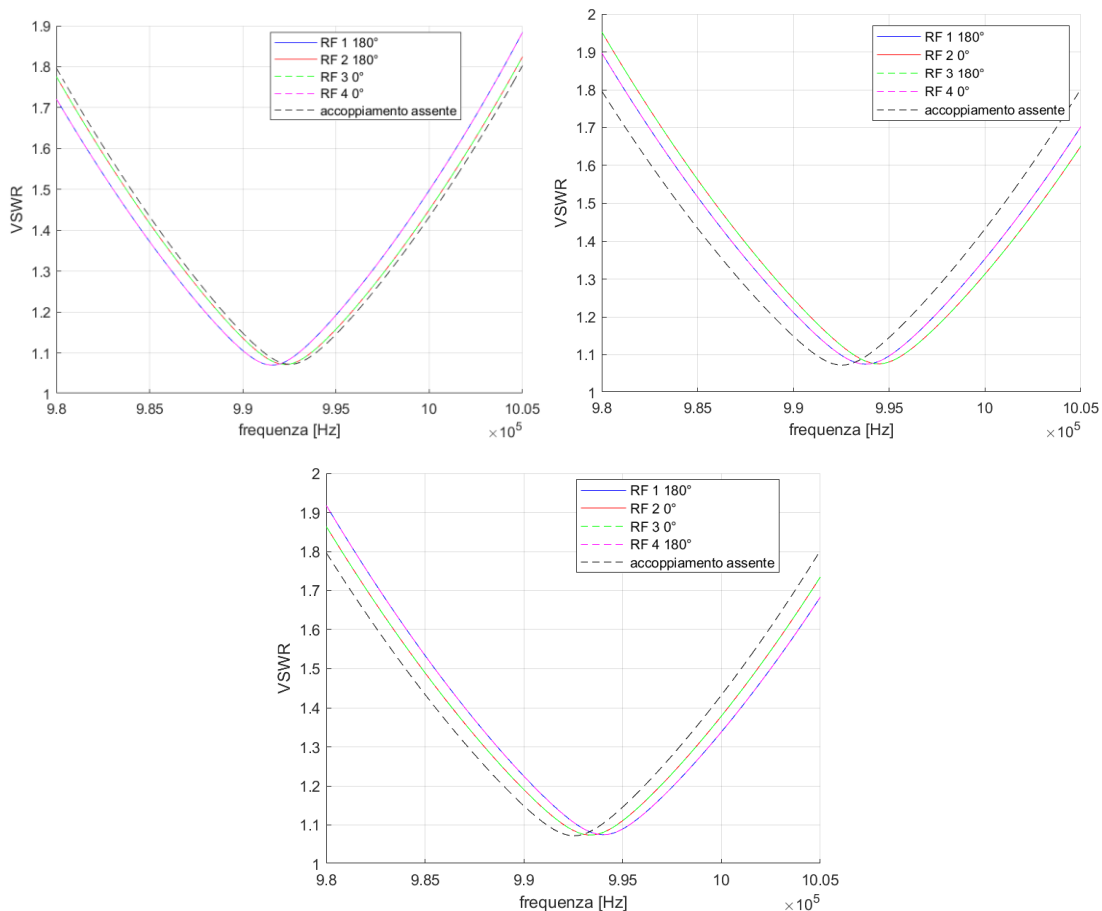 1.9
1.8
1.7
1.6
1.5
1.4
1.3
1.2
1.1
1
VSWR
RF 1 180°
RF 2 180°
RF 3 0°
RF 4 0°
accoppiamento assente
9.8 9.85 9.9 9.95 10 10.05
frequenza [Hz]
×10⁵
2
1.9
1.8
1.7
1.6
1.5
1.4
1.3
1.2
1.1
1
VSWR
RF 1 180°
RF 2 0°
RF 3 180°
RF 4 0°
accoppiamento assente
9.8 9.85 9.9 9.95 10 10.05
frequenza [Hz]
×10⁵
2
1.9
1.8
1.7
1.6
1.5
1.4
1.3
1.2
1.1
1
VSWR
RF 1 180°
RF 2 0°
RF 3 0°
RF 4 180°
accoppiamento assente
9.8 9.85 9.9 9.95 10 10.05
frequenza [Hz]
×10⁵